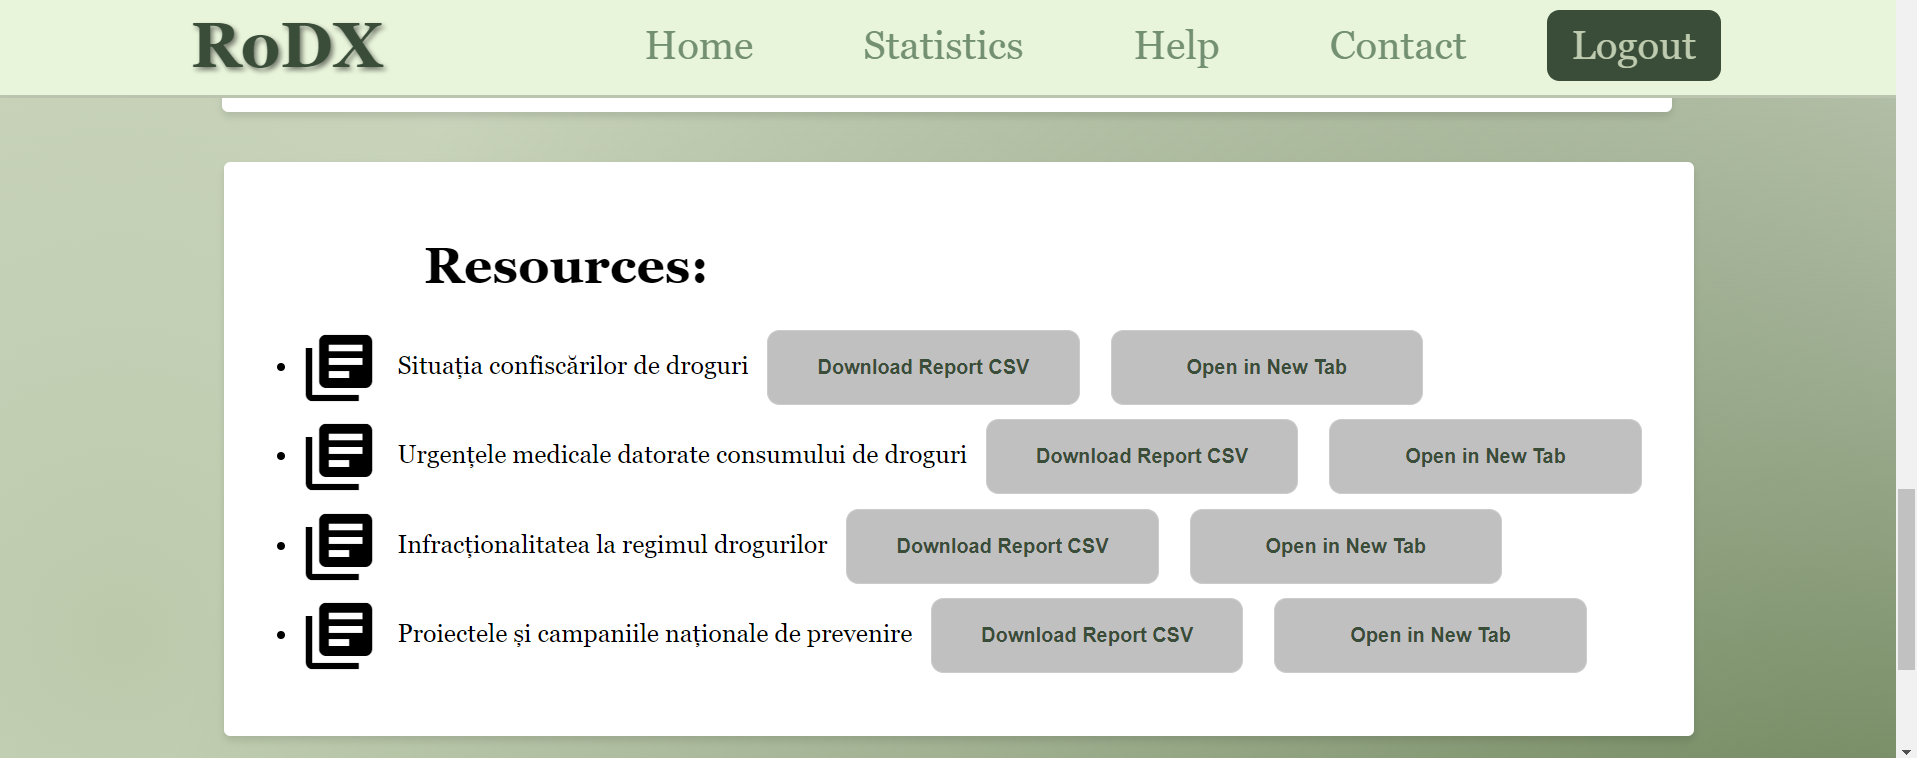 RoDX Home Statistics Help Contact Logout
Resources:
Situația confiscărilor de droguri Download Report CSV Open in New Tab
Urgențele medicale datorate consumului de droguri Download Report CSV Open in New Tab
Infracționalitatea la regimul drogurilor Download Report CSV Open in New Tab
Proiectele și campaniile naționale de prevenire Download Report CSV Open in New Tab